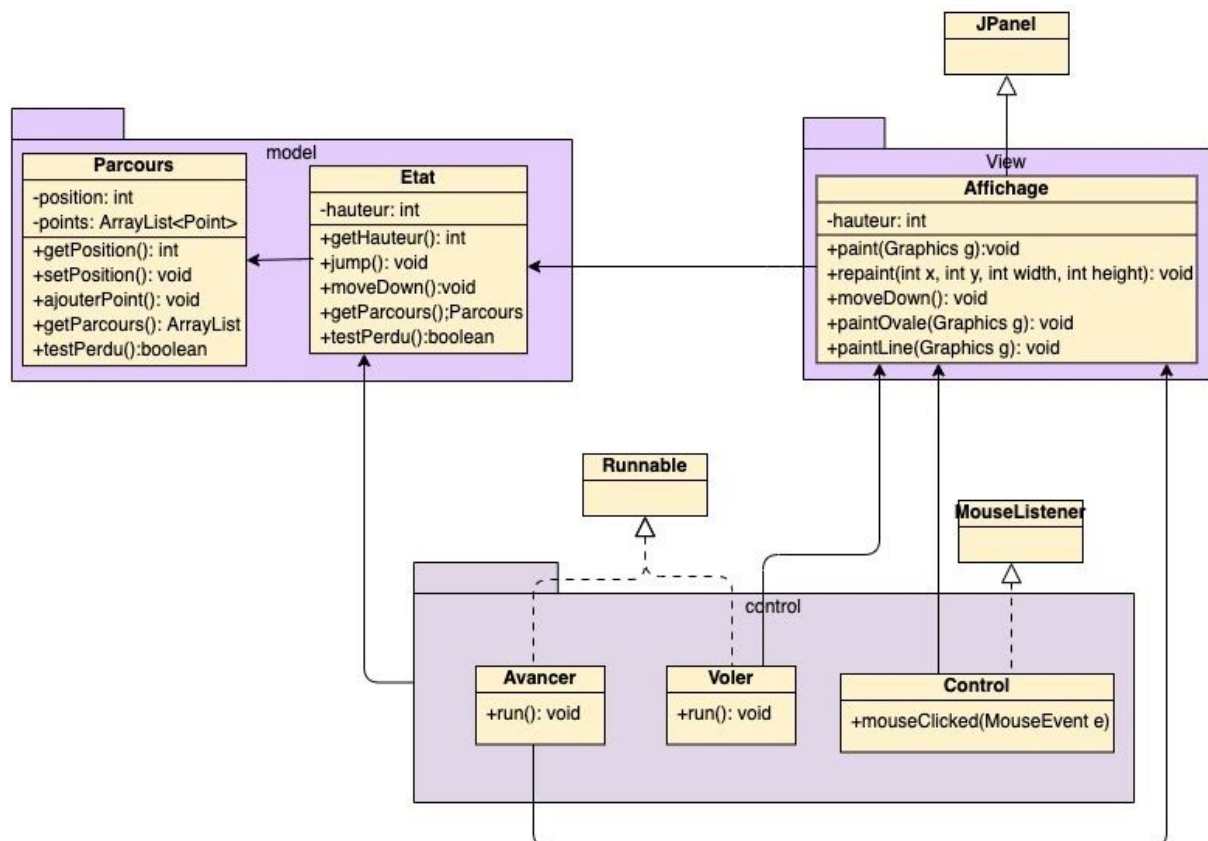 JPanel
model
Parcours
-position: int
-points: ArrayList<Point>
+getPosition(): int
+setPosition(): void
+ajouterPoint(): void
+getParcours(): ArrayList
+testPerdu():boolean
Etat
-hauteur: int
+getHauteur(): int
+jump(): void
+moveDown():void
+getParcours();Parcours
+testPerdu():boolean
View
Affichage
-hauteur: int
+paint(Graphics g):void
+repaint(int x, int y, int width, int height): void
+moveDown(): void
+paintOvale(Graphics g): void
+paintLine(Graphics g): void
Runnable
MouseListener
control
Avancer
+run(): void
Voler
+run(): void
Control
+mouseClicked(MouseEvent e)